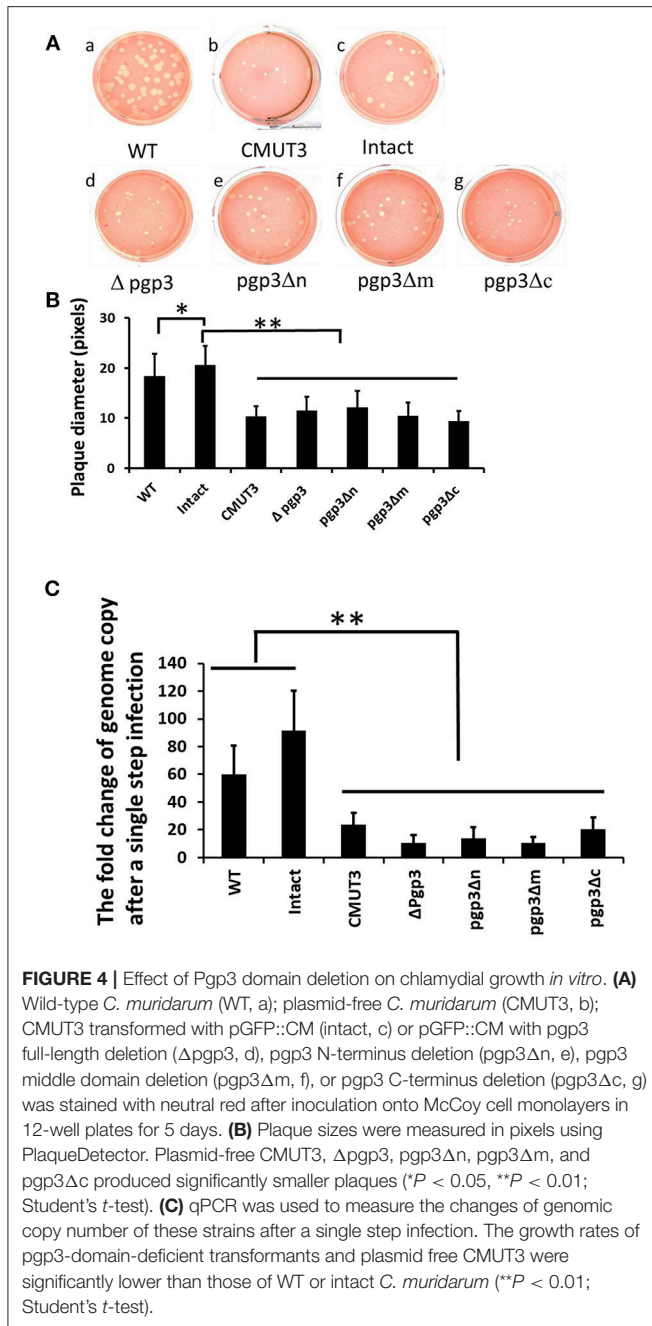 A
a
b
c
WT
CMUT3
Intact
d
e
f
g
Δ pgp3
pgp3Δn
pgp3Δm
pgp3Δc
B
*
**
Plaque diameter (pixels)
30
20
10
0
WT
Intact
CMUT3
Δ pgp3
pgp3Δn
pgp3Δm
pgp3Δc
C
**
The fold change of genome copy
after a single step infection
140
120
100
80
60
40
20
0
WT
Intact
CMUT3
ΔPgp3
pgp3Δn
pgp3Δm
pgp3Δc
FIGURE 4 | Effect of Pgp3 domain deletion on chlamydial growth in vitro. (A)
Wild-type C. muridarum (WT, a); plasmid-free C. muridarum (CMUT3, b);
CMUT3 transformed with pGFP::CM (intact, c) or pGFP::CM with pgp3
full-length deletion (Δpgp3, d), pgp3 N-terminus deletion (pgp3Δn, e), pgp3
middle domain deletion (pgp3Δm, f), or pgp3 C-terminus deletion (pgp3Δc, g)
was stained with neutral red after inoculation onto McCoy cell monolayers in
12-well plates for 5 days. (B) Plaque sizes were measured in pixels using
PlaqueDetector. Plasmid-free CMUT3, Δpgp3, pgp3Δn, pgp3Δm, and
pgp3Δc produced significantly smaller plaques (*P < 0.05, **P < 0.01;
Student's t-test). (C) qPCR was used to measure the changes of genomic
copy number of these strains after a single step infection. The growth rates of
pgp3-domain-deficient transformants and plasmid free CMUT3 were
significantly lower than those of WT or intact C. muridarum (**P < 0.01;
Student's t-test).